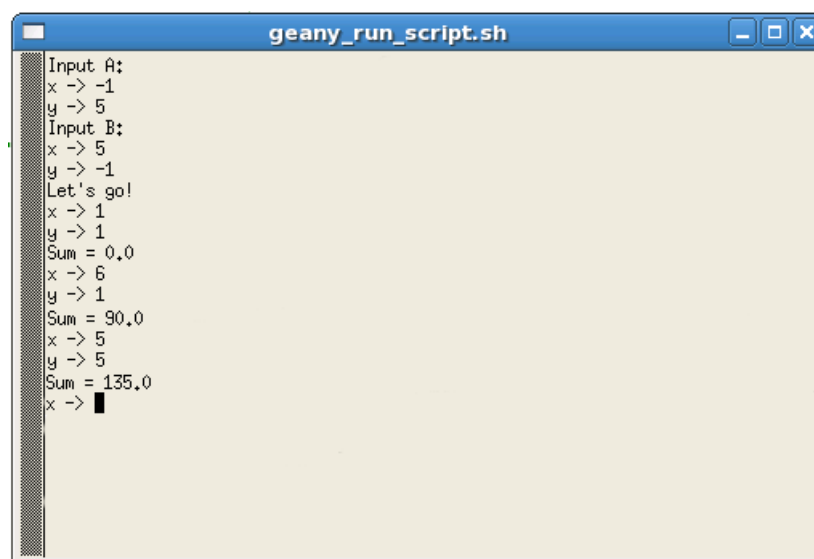 geany_run_script.sh
Input A:
x -> -1
y -> 5
Input B:
x -> 5
y -> -1
Let's go!
x -> 1
y -> 1
Sum = 0.0
x -> 6
y -> 1
Sum = 90.0
x -> 5
y -> 5
Sum = 135.0
x ->